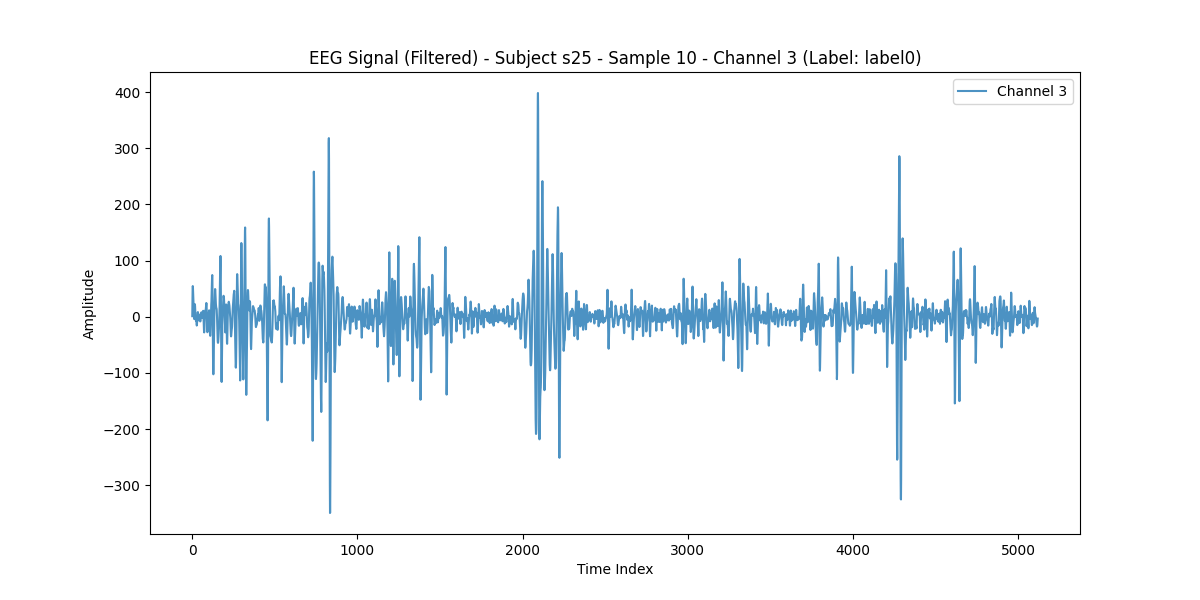 EEG Signal (Filtered) - Subject s25 - Sample 10 - Channel 3 (Label: label0)
Channel 3
400
300
200
100
0
−100
−200
−300
Amplitude
0 1000 2000 3000 4000 5000
Time Index